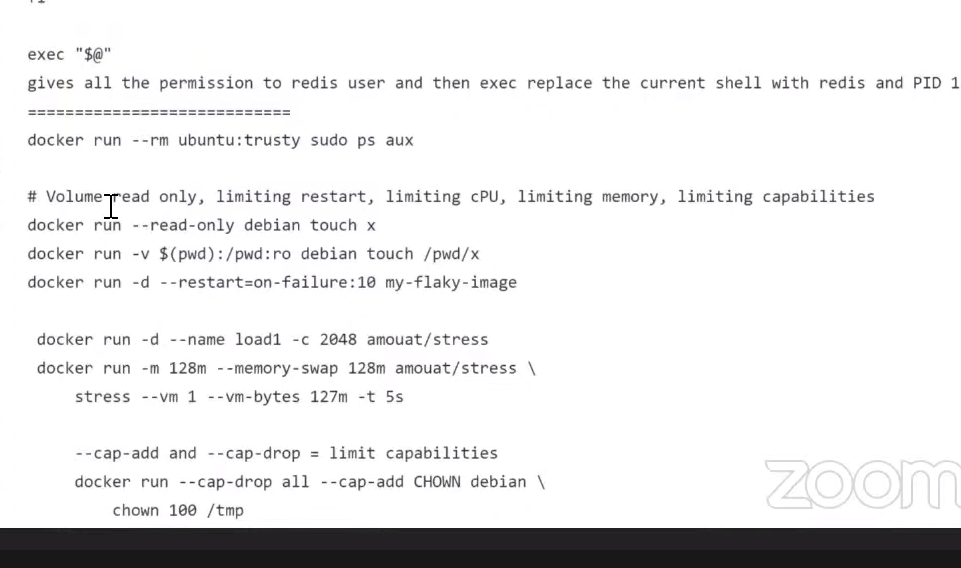 exec "$@"
gives all the permission to redis user and then exec replace the current shell with redis and PID 1
============================
docker run --rm ubuntu:trusty sudo ps aux
# Volume read only, limiting restart, limiting cPU, limiting memory, limiting capabilities
docker run --read-only debian touch x
docker run -v $(pwd):/pwd:ro debian touch /pwd/x
docker run -d --restart=on-failure:10 my-flaky-image
docker run -d --name load1 -c 2048 amouat/stress
docker run -m 128m --memory-swap 128m amouat/stress \
stress --vm 1 --vm-bytes 127m -t 5s
--cap-add and --cap-drop = limit capabilities
docker run --cap-drop all --cap-add CHOWN debian \
chown 100 /tmp
zoom